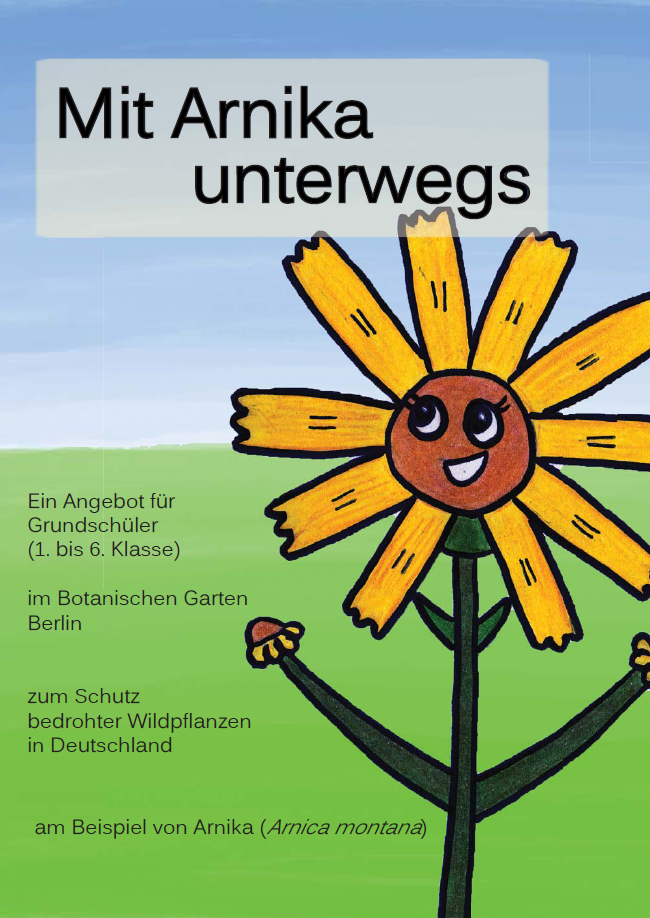 Mit Arnika
unterwegs
Ein Angebot für
Grundschüler
(1. bis 6. Klasse)
im Botanischen Garten
Berlin
zum Schutz
bedrohter Wildpflanzen
in Deutschland
am Beispiel von Arnika (Arnica montana)